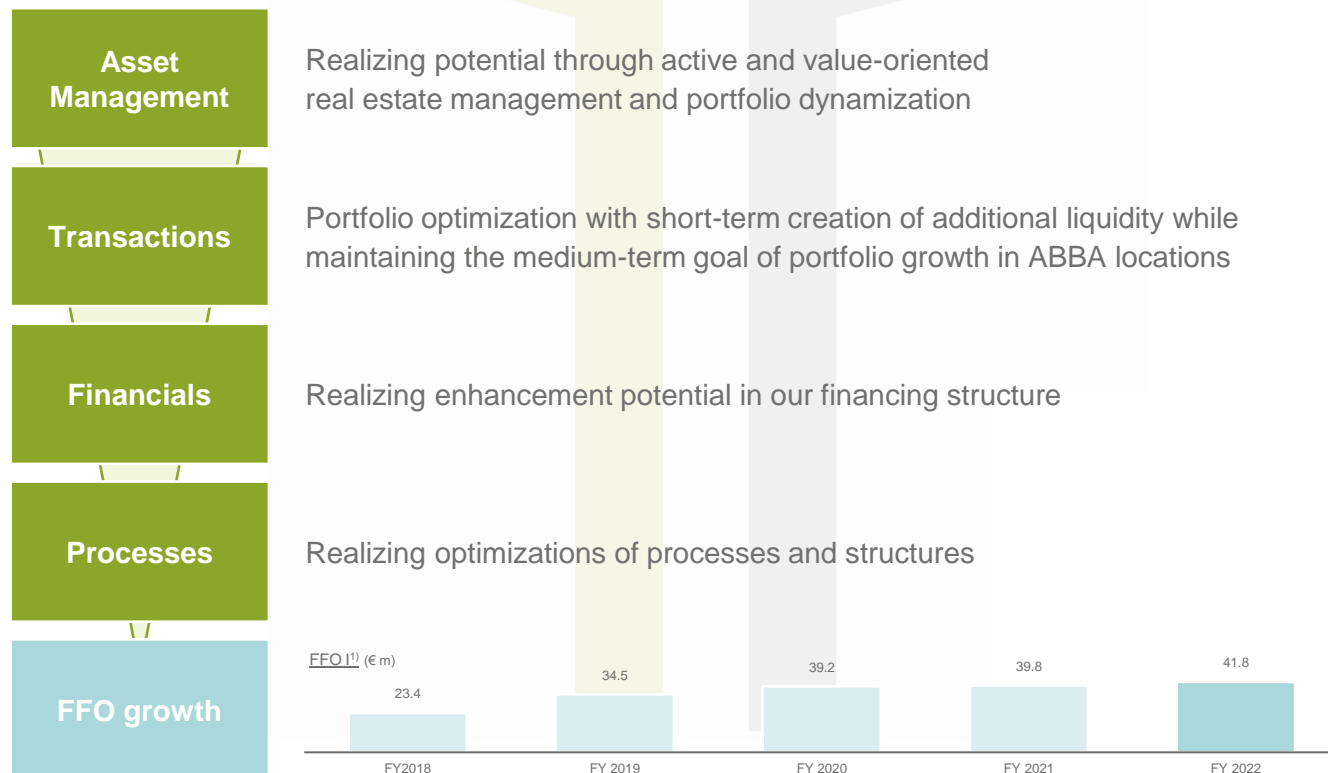 Asset
Management
Realizing potential through active and value-oriented
real estate management and portfolio dynamization
Transactions
Portfolio optimization with short-term creation of additional liquidity while
maintaining the medium-term goal of portfolio growth in ABBA locations
Financials
Realizing enhancement potential in our financing structure
Processes
Realizing optimizations of processes and structures
FFO growth
FFO I¹⁾ (€ m)
23.4
34.5
39.2
39.8
41.8
FY2018
FY 2019
FY 2020
FY 2021
FY 2022